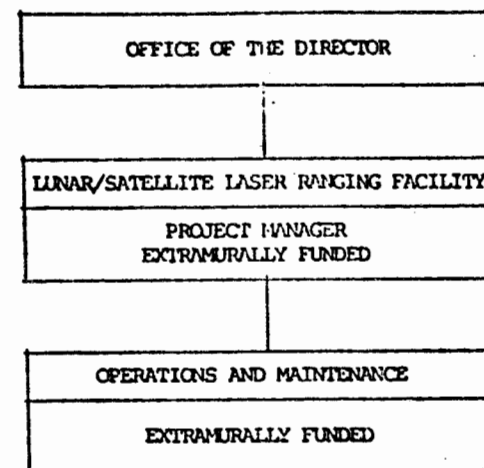 OFFICE OF THE DIRECTOR
LUNAR/SATELLITE LASER RANGING FACILITY
PROJECT MANAGER
EXTRAMURALLY FUNDED
OPERATIONS AND MAINTENANCE
EXTRAMURALLY FUNDED